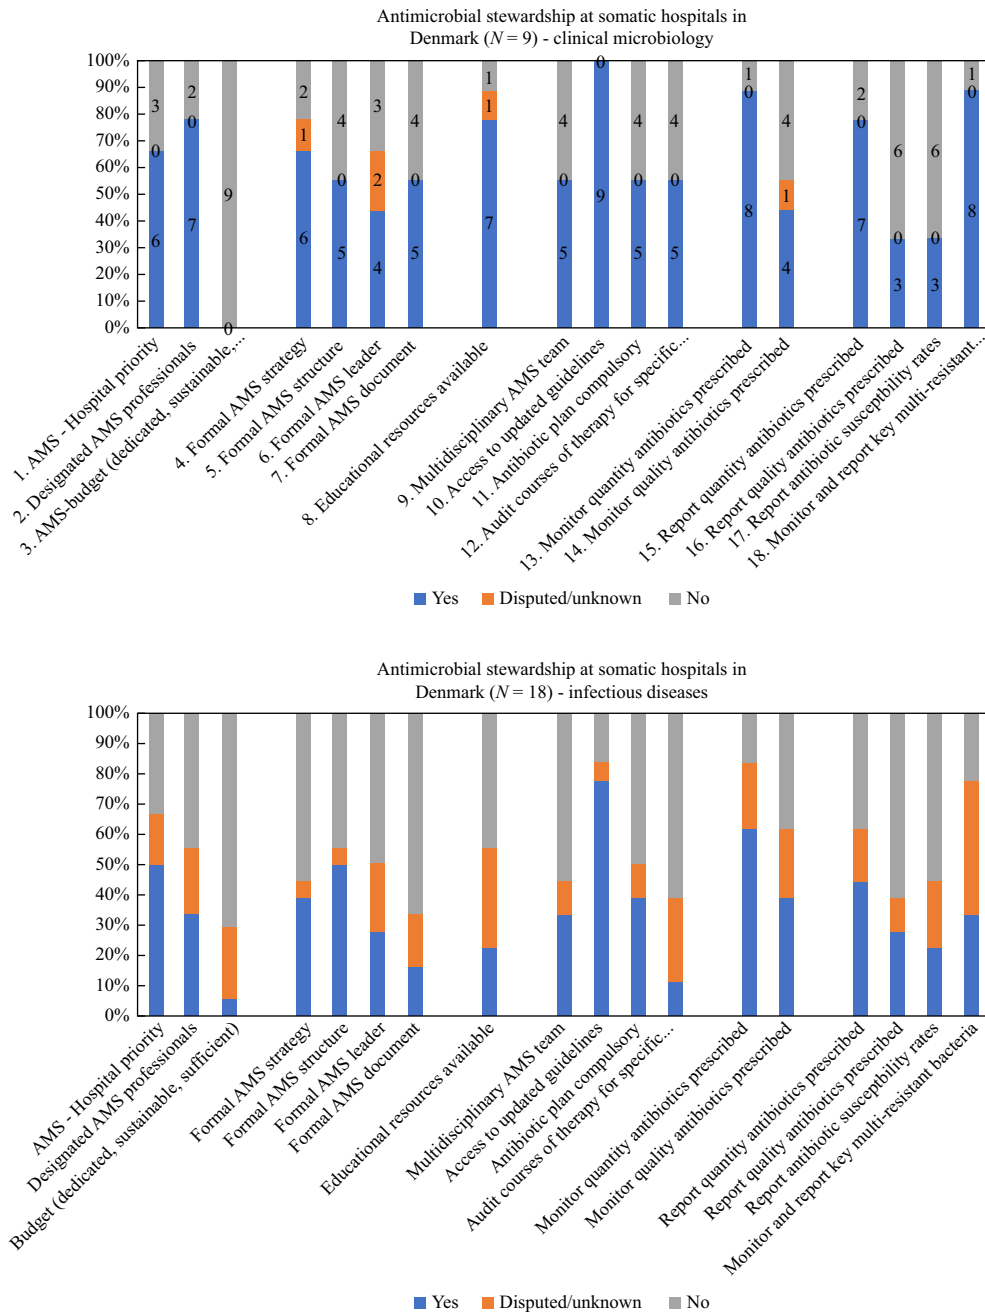 Antimicrobial stewardship at somatic hospitals in
Denmark (N = 9) - clinical microbiology
100%
90%
80%
70%
60%
50%
40%
30%
20%
10%
0%
3
0
6
2
0
7
9
0
2
1
6
4
0
5
3
2
4
4
0
5
1
1
7
4
0
5
0
9
4
0
5
4
0
5
1
0
8
4
1
4
2
0
7
6
0
3
6
0
3
1
0
8
1. AMS - Hospital priority
2. Designated AMS professionals
3. AMS-budget (dedicated, sustainable,...
4. Formal AMS strategy
5. Formal AMS structure
6. Formal AMS leader
7. Formal AMS document
8. Educational resources available
9. Multidisciplinary AMS team
10. Access to updated guidelines
11. Antibiotic plan compulsory
12. Audit courses of therapy for specific...
13. Monitor quantity antibiotics prescribed
14. Monitor quality antibiotics prescribed
15. Report quantity antibiotics prescribed
16. Report quality antibiotics prescribed
17. Report antibiotic susceptibility rates
18. Monitor and report key multi-resistant...
Yes Disputed/unknown No
Antimicrobial stewardship at somatic hospitals in
Denmark (N = 18) - infectious diseases
100%
90%
80%
70%
60%
50%
40%
30%
20%
10%
0%
AMS - Hospital priority
Designated AMS professionals
Budget (dedicated, sustainable, sufficient)
Formal AMS strategy
Formal AMS structure
Formal AMS leader
Formal AMS document
Educational resources available
Multidisciplinary AMS team
Access to updated guidelines
Antibiotic plan compulsory
Audit courses of therapy for specific...
Monitor quantity antibiotics prescribed
Monitor quality antibiotics prescribed
Report quantity antibiotics prescribed
Report quality antibiotics prescribed
Report antibiotic susceptibility rates
Monitor and report key multi-resistant bacteria
Yes Disputed/unknown No